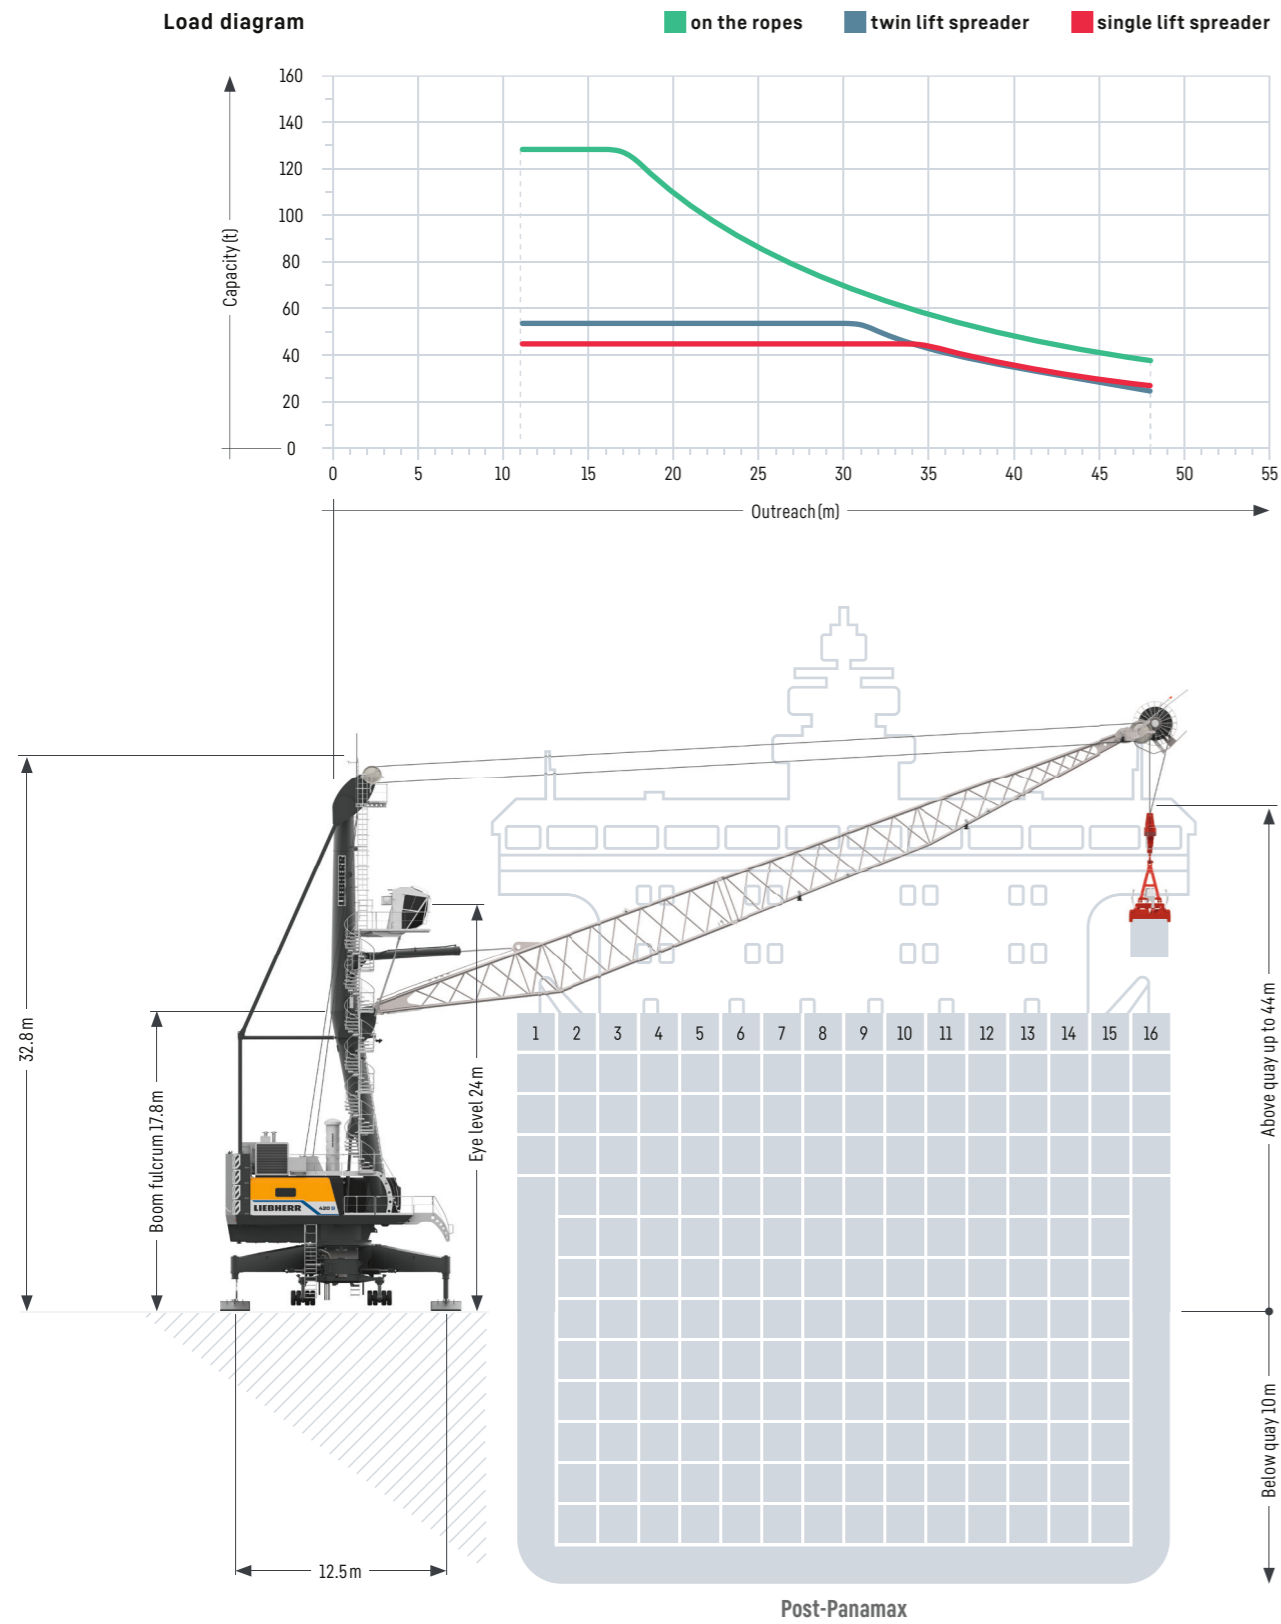 Load diagram
on the ropes
twin lift spreader
single lift spreader
160
140
120
100
80
60
40
20
0
Capacity (t)
0 5 10 15 20 25 30 35 40 45 50 55
Outreach (m)
32.8 m
Boom fulcrum 17.8 m
Eye level 24 m
Above quay up to 44 m
Below quay 10 m
LIEBHERR
LIEBHERR
420
1 2 3 4 5 6 7 8 9 10 11 12 13 14 15 16
12.5 m
Post-Panamax